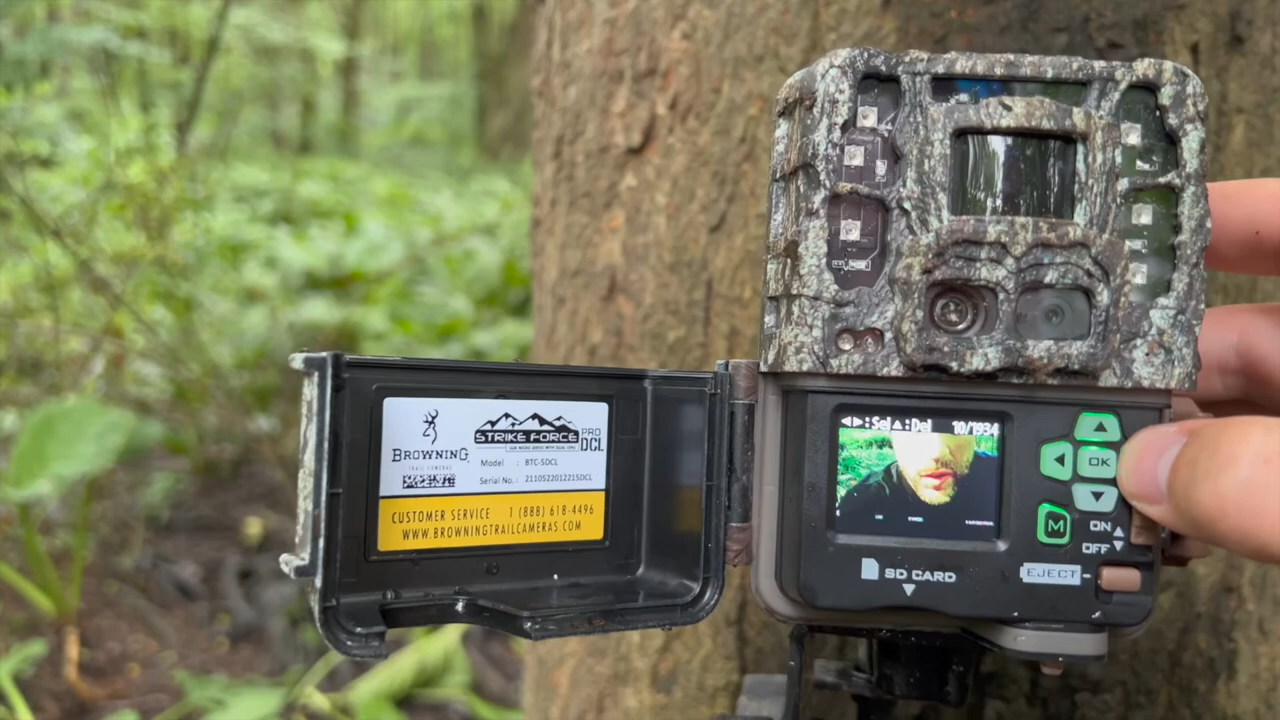 BROWNING
TRAIL CAMERAS
STRIKE FORCE PRO
DCL
Model : BTC-5DCL
Serial No.: 2110522012215DCL
CUSTOMER SERVICE 1 (888) 618-4496
WWW.BROWNINGTRAILCAMERAS.COM
◀▶:Sel▲:Del 10/1934
▲
◀ OK
▼
M
ON ▲
OFF ▼
SD CARD
▼
EJECT